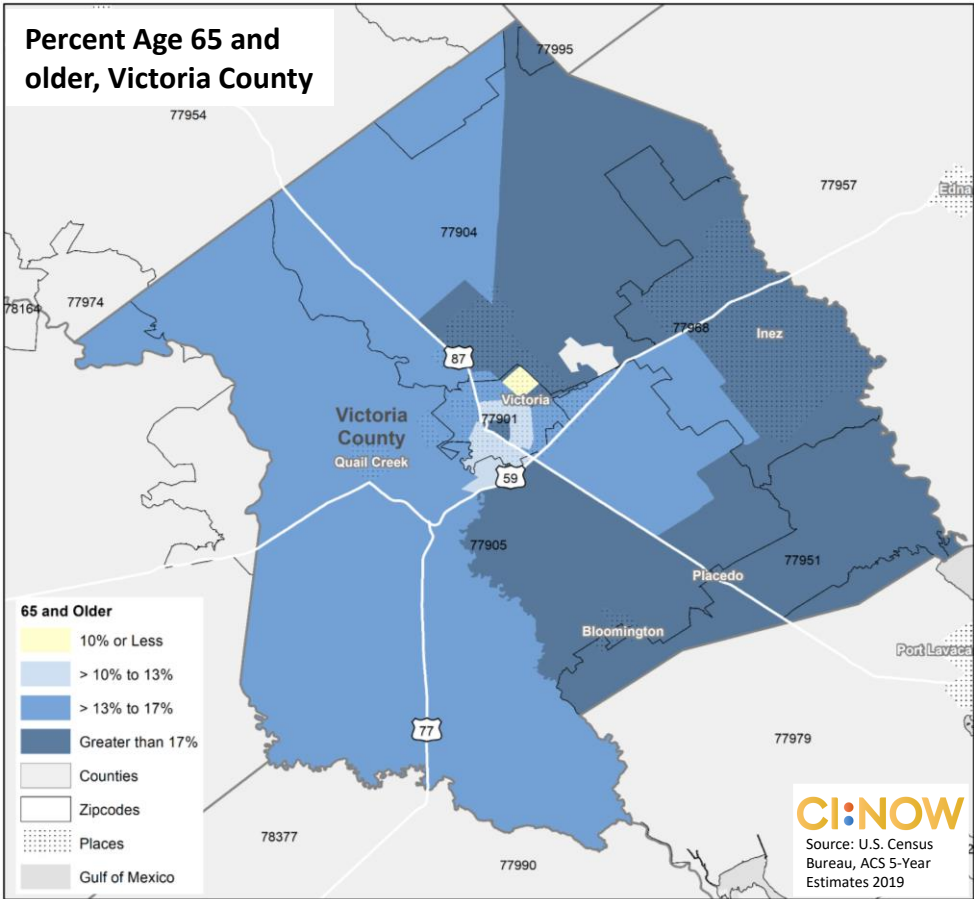 Percent Age 65 and
older, Victoria County
77995
77954
77957
Edna
77904
77974
78164
77968
Inez
87
Victoria
Victoria
County
77901
Quail Creek
59
77905
77951
Placedo
Bloomington
Port Lavaca
77
77979
78377
77990
65 and Older
10% or Less
> 10% to 13%
> 13% to 17%
Greater than 17%
Counties
Zipcodes
Places
Gulf of Mexico
CI:NOW
Source: U.S. Census
Bureau, ACS 5-Year
Estimates 2019